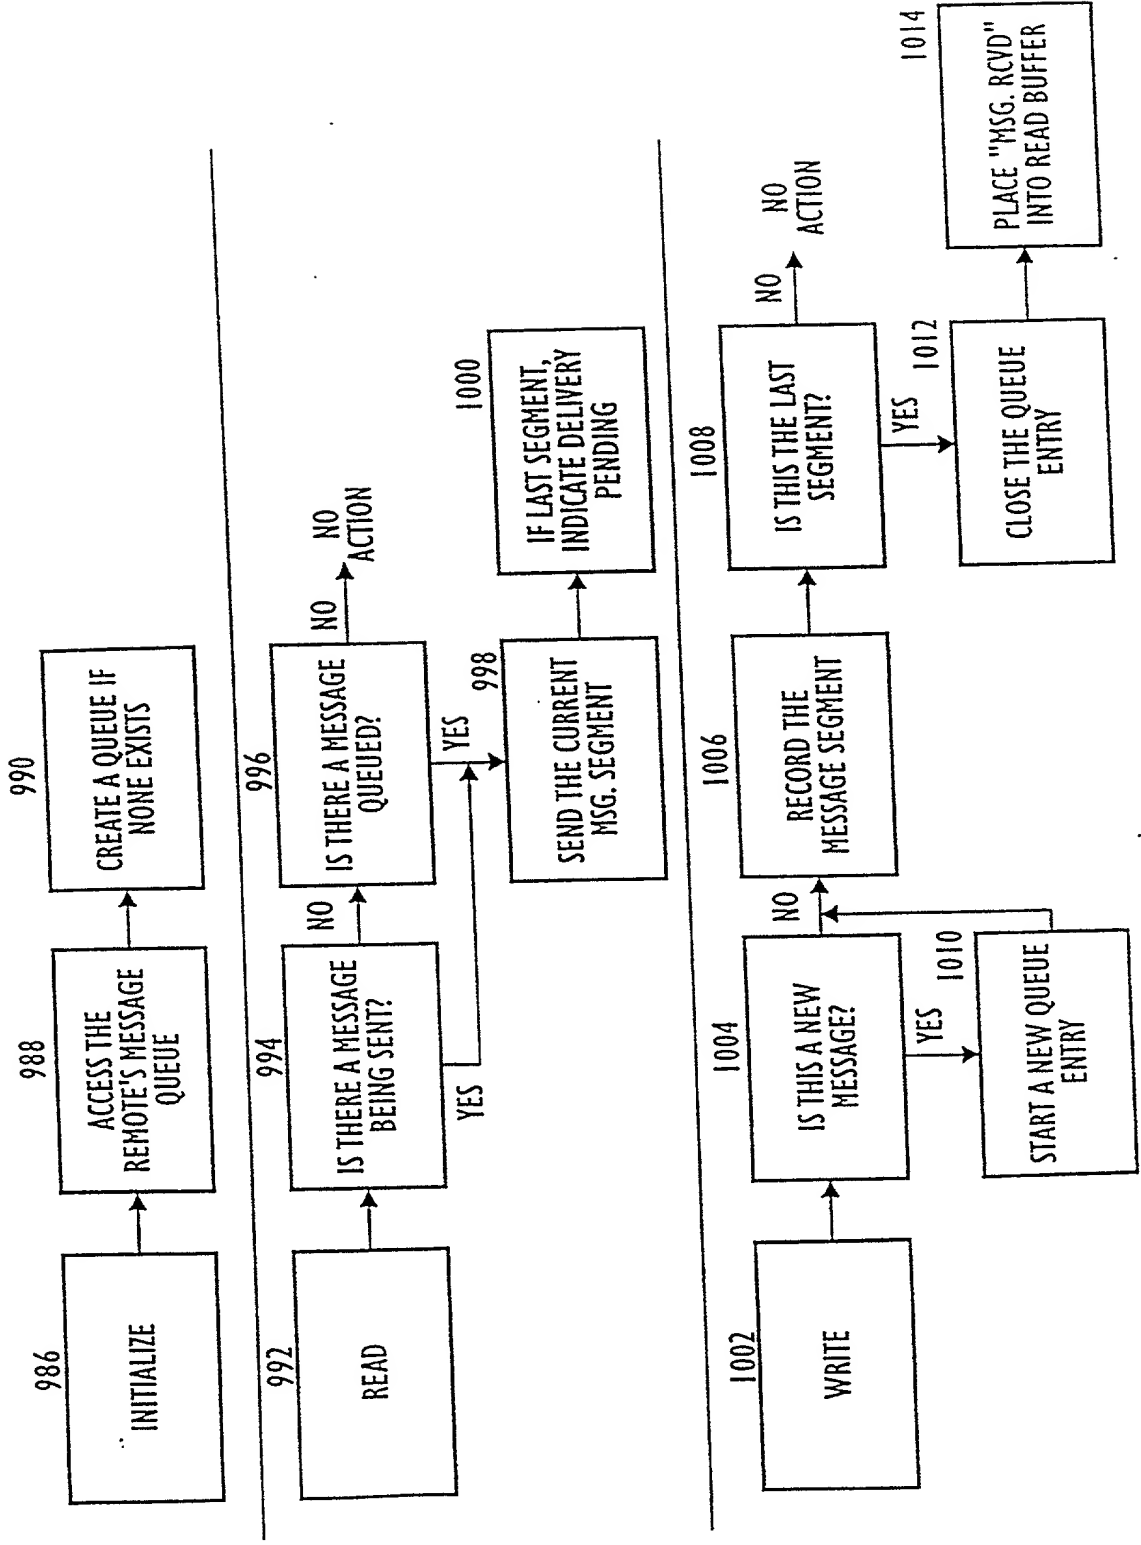 986
INITIALIZE
988
ACCESS THE
REMOTE'S MESSAGE
QUEUE
990
CREATE A QUEUE IF
NONE EXISTS
992
READ
994
IS THERE A MESSAGE
BEING SENT?
NO
YES
996
IS THERE A MESSAGE
QUEUED?
NO
NO
ACTION
YES
998
SEND THE CURRENT
MSG. SEGMENT
1000
IF LAST SEGMENT,
INDICATE DELIVERY
PENDING
1002
WRITE
1004
IS THIS A NEW
MESSAGE?
NO
YES
1010
START A NEW QUEUE
ENTRY
1006
RECORD THE
MESSAGE SEGMENT
1008
IS THIS THE LAST
SEGMENT?
NO
NO
ACTION
YES
1012
CLOSE THE QUEUE
ENTRY
1014
PLACE "MSG. RCVD"
INTO READ BUFFER